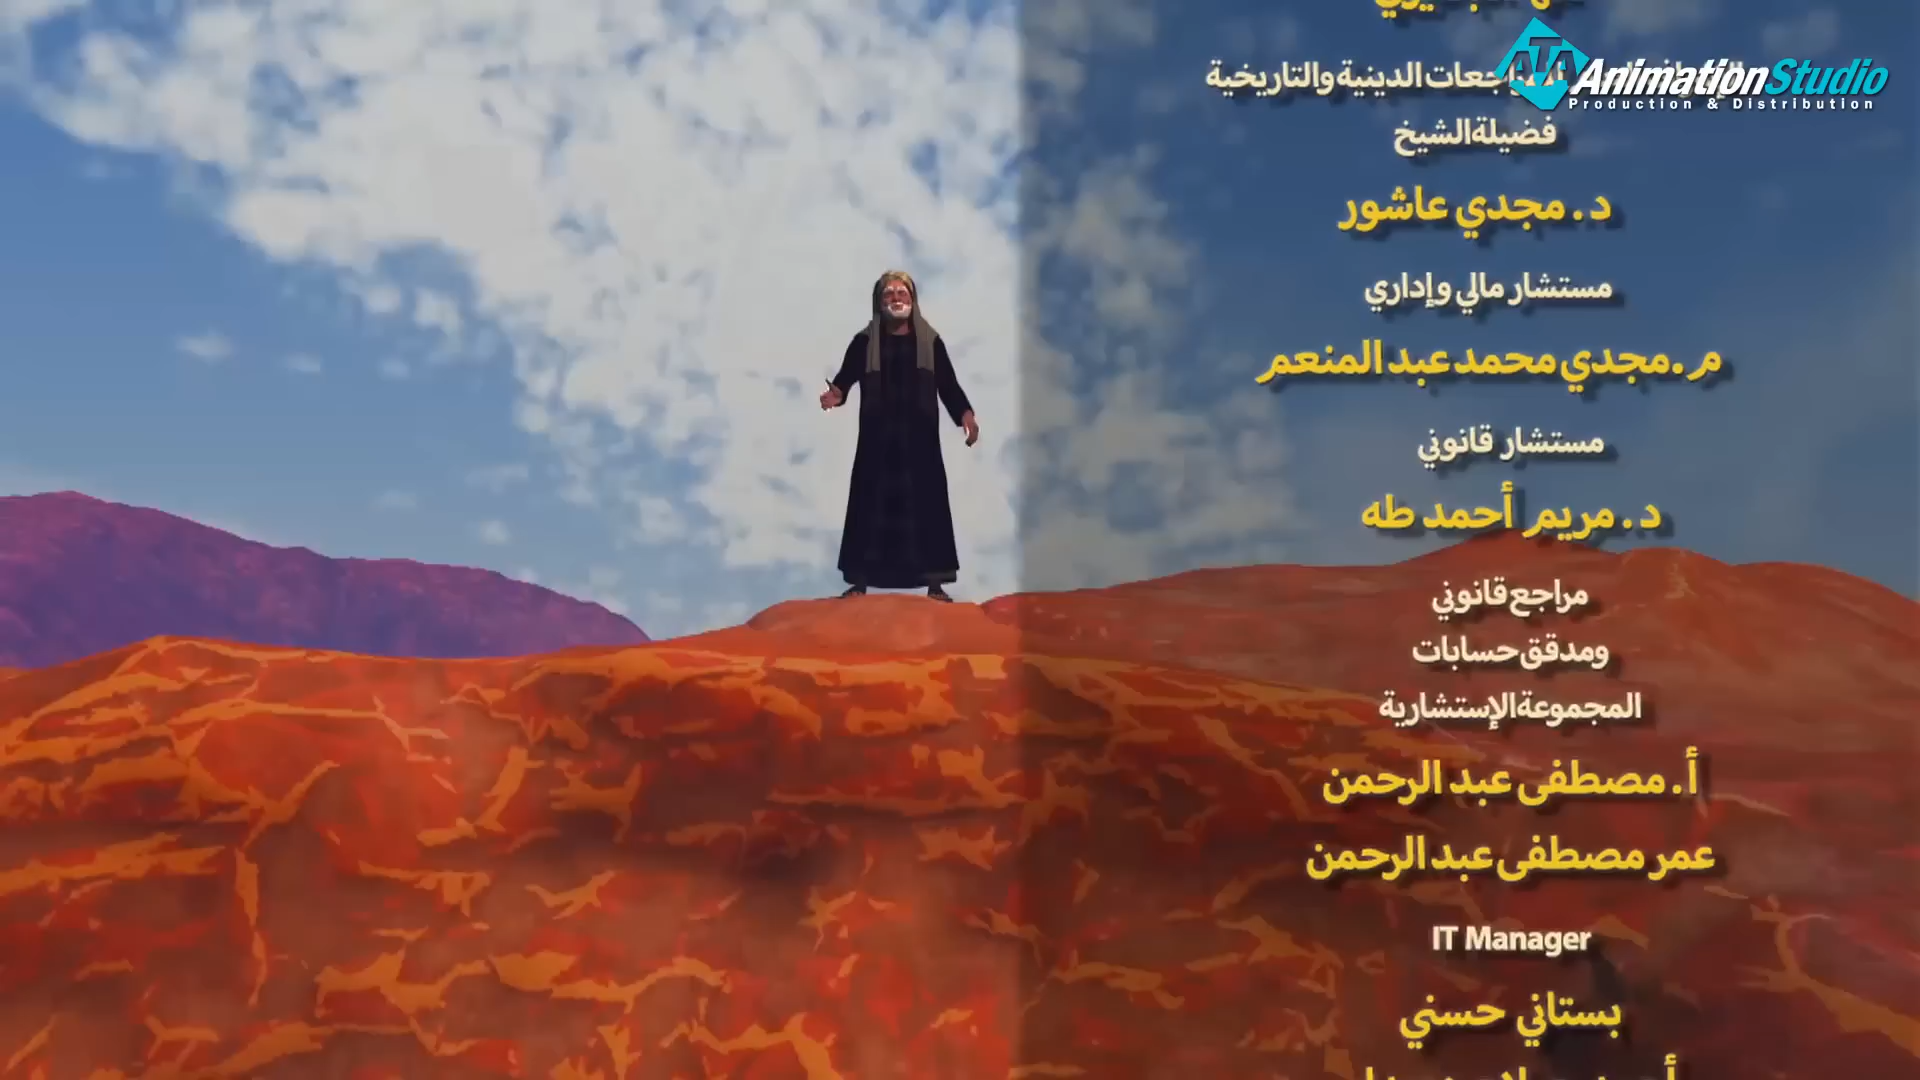 AnimationStudio
Production & Distribution
المراجعات الدينية والتاريخية
فضيلة الشيخ
د. مجدي عاشور
مستشار مالي وإداري
م. مجدي محمد عبد المنعم
مستشار قانوني
د. مريم أحمد طه
مراجع قانوني
ومدقق حسابات
المجموعة الإستشارية
أ. مصطفى عبد الرحمن
عمر مصطفى عبد الرحمن
IT Manager
بستاني حسني